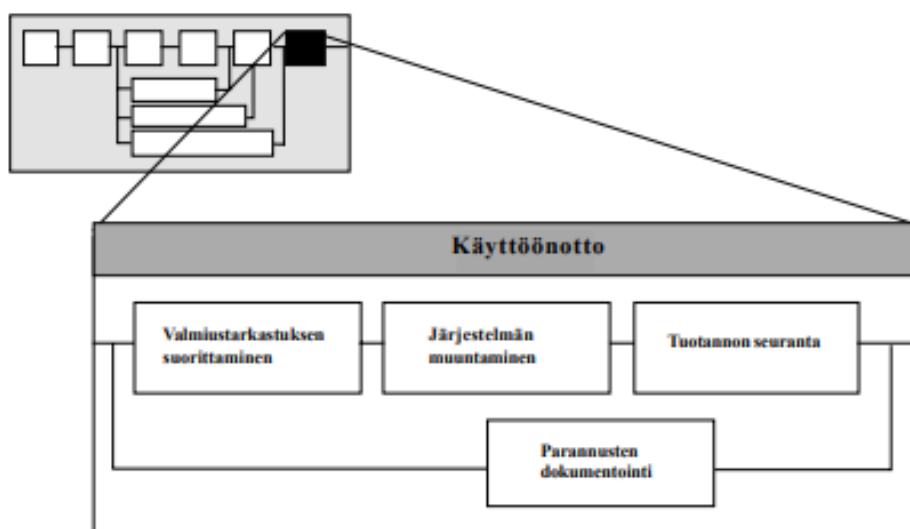 Käyttöönotto
Valmiustarkastuksen
suorittaminen
Järjestelmän
muuntaminen
Tuotannon seuranta
Parannusten
dokumentointi